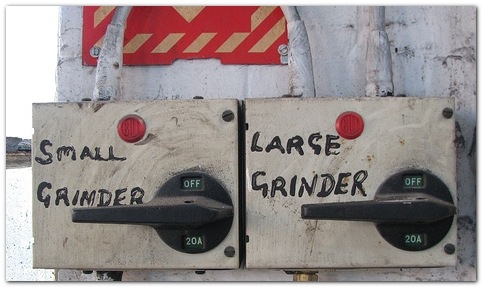 SMALL
GRINDER
OFF
20A
LARGE
GRINDER
OFF
20A